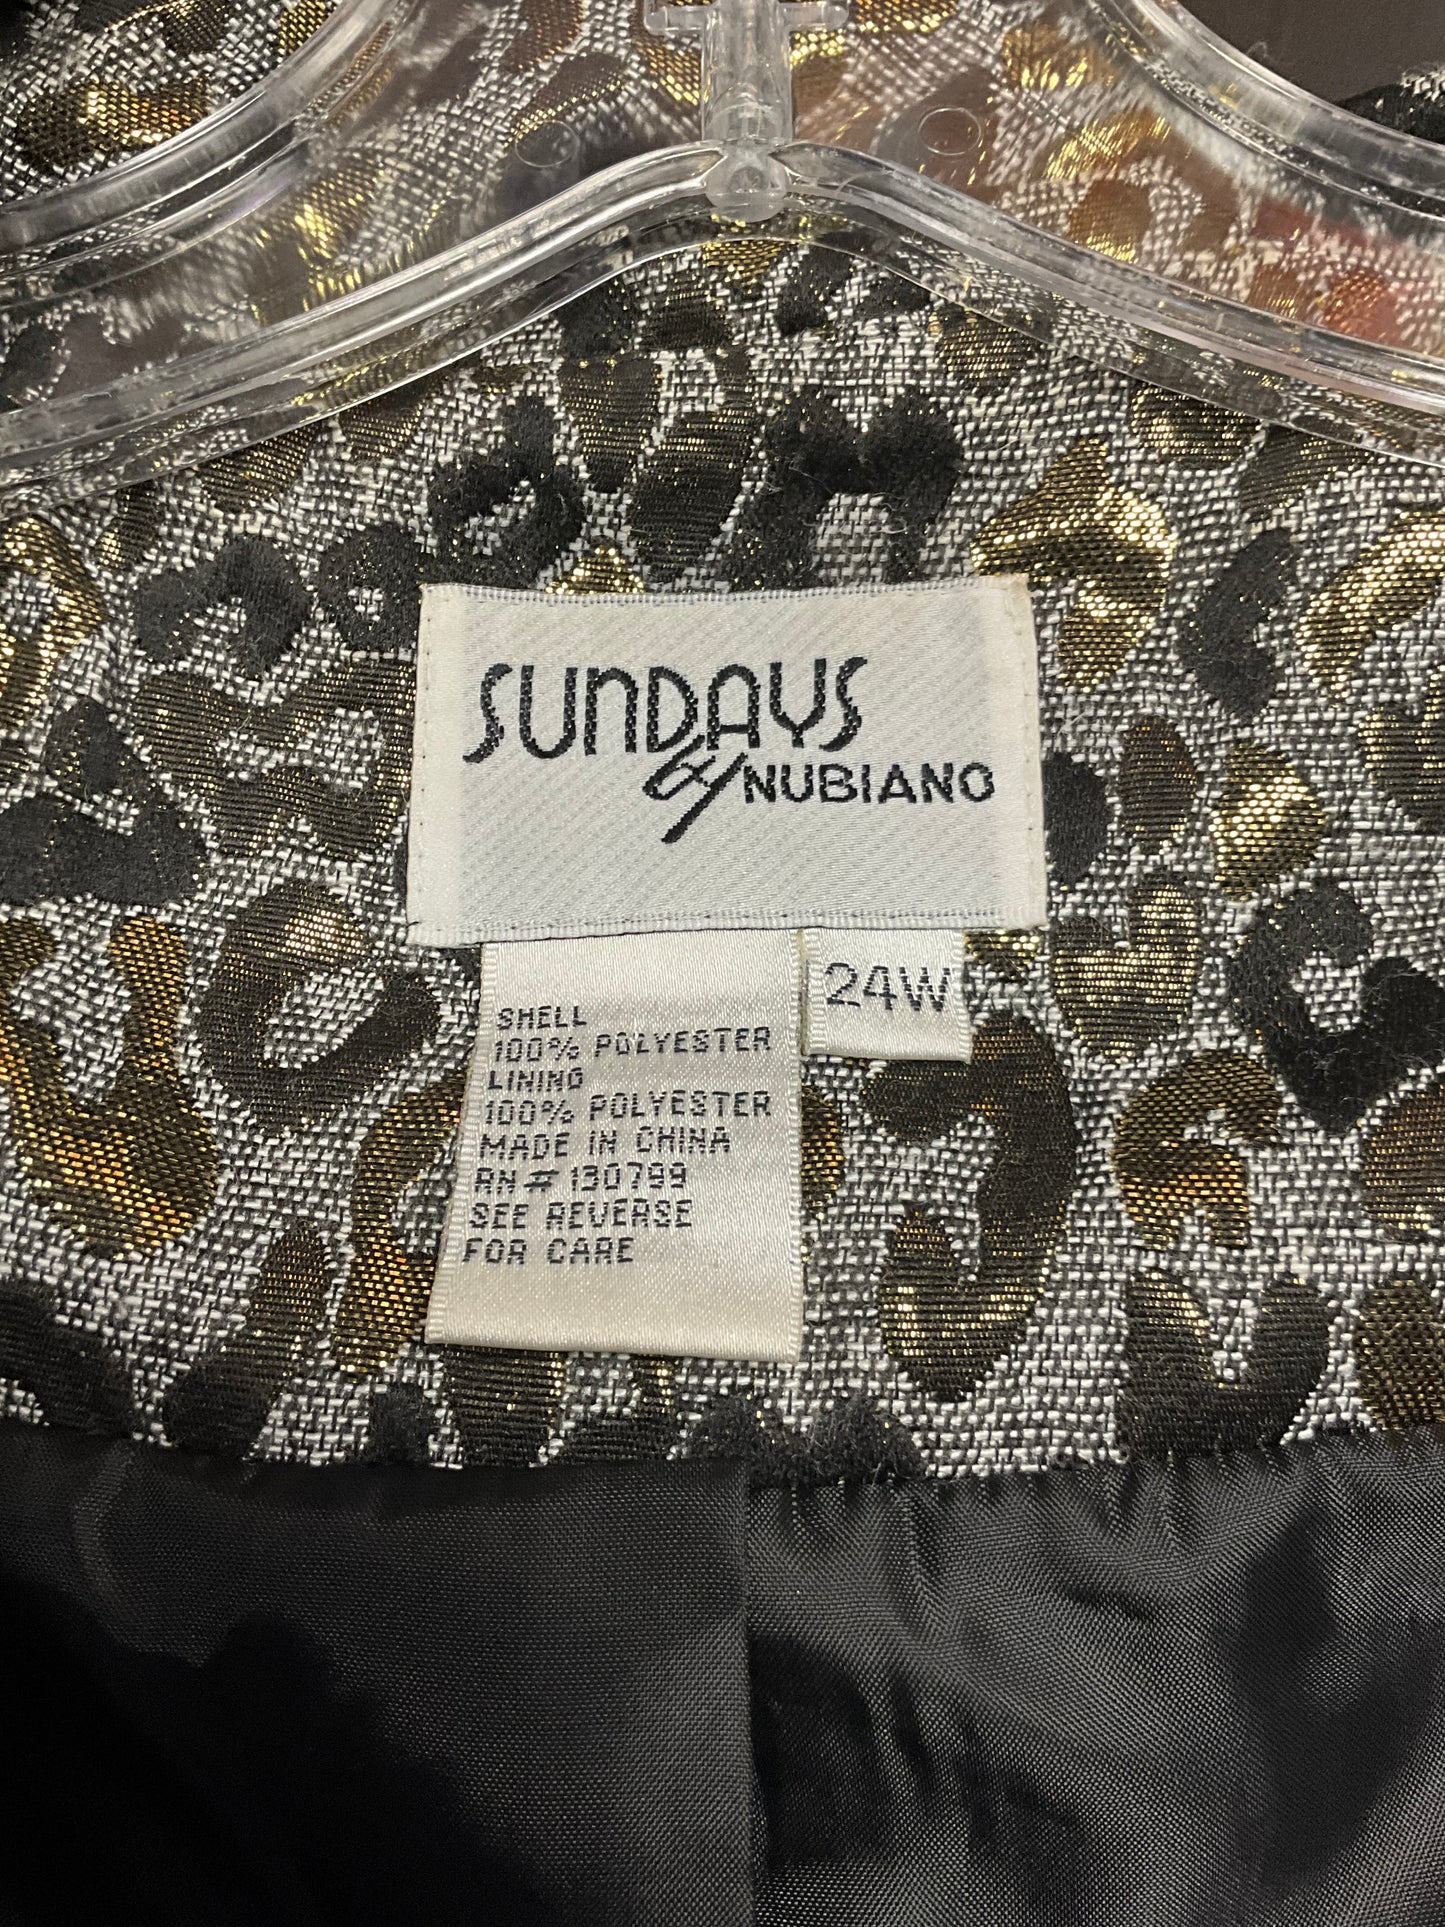 SUNDAYS
by NUBIANO
24W
SHELL
100% POLYESTER
LINING
100% POLYESTER
MADE IN CHINA
RN # 130799
SEE REVERSE
FOR CARE